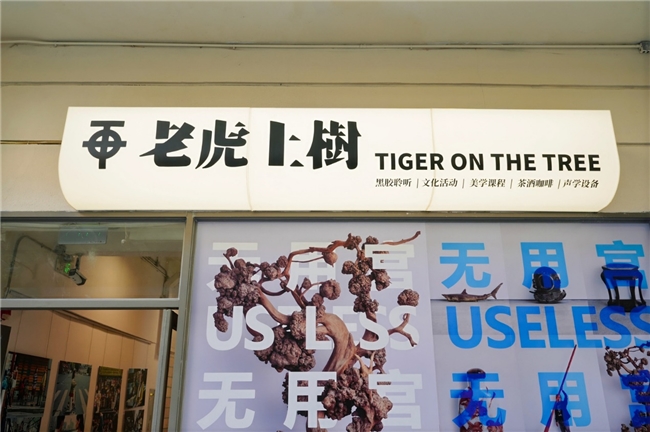 老虎上樹
TIGER ON THE TREE
黑胶聆听 | 文化活动 | 美学课程 | 茶酒咖啡 | 声学设备
无用宫 无用宫
USELESS USELESS
无用宫 无用宫